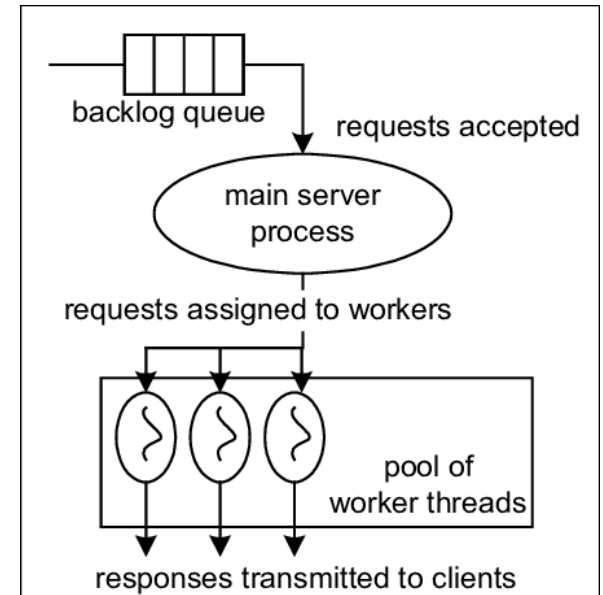 backlog queue
requests accepted
main server
process
requests assigned to workers
pool of
worker threads
responses transmitted to clients